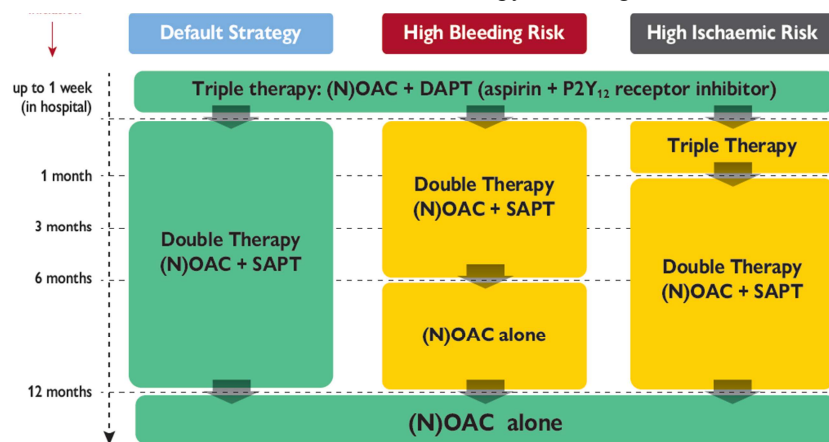 Default Strategy
High Bleeding Risk
High Ischaemic Risk
up to 1 week
(in hospital)
Triple therapy: (N)OAC + DAPT (aspirin + P2Y₁₂ receptor inhibitor)
Triple Therapy
1 month
Double Therapy
(N)OAC + SAPT
3 months
Double Therapy
(N)OAC + SAPT
6 months
Double Therapy
(N)OAC + SAPT
(N)OAC alone
12 months
(N)OAC alone